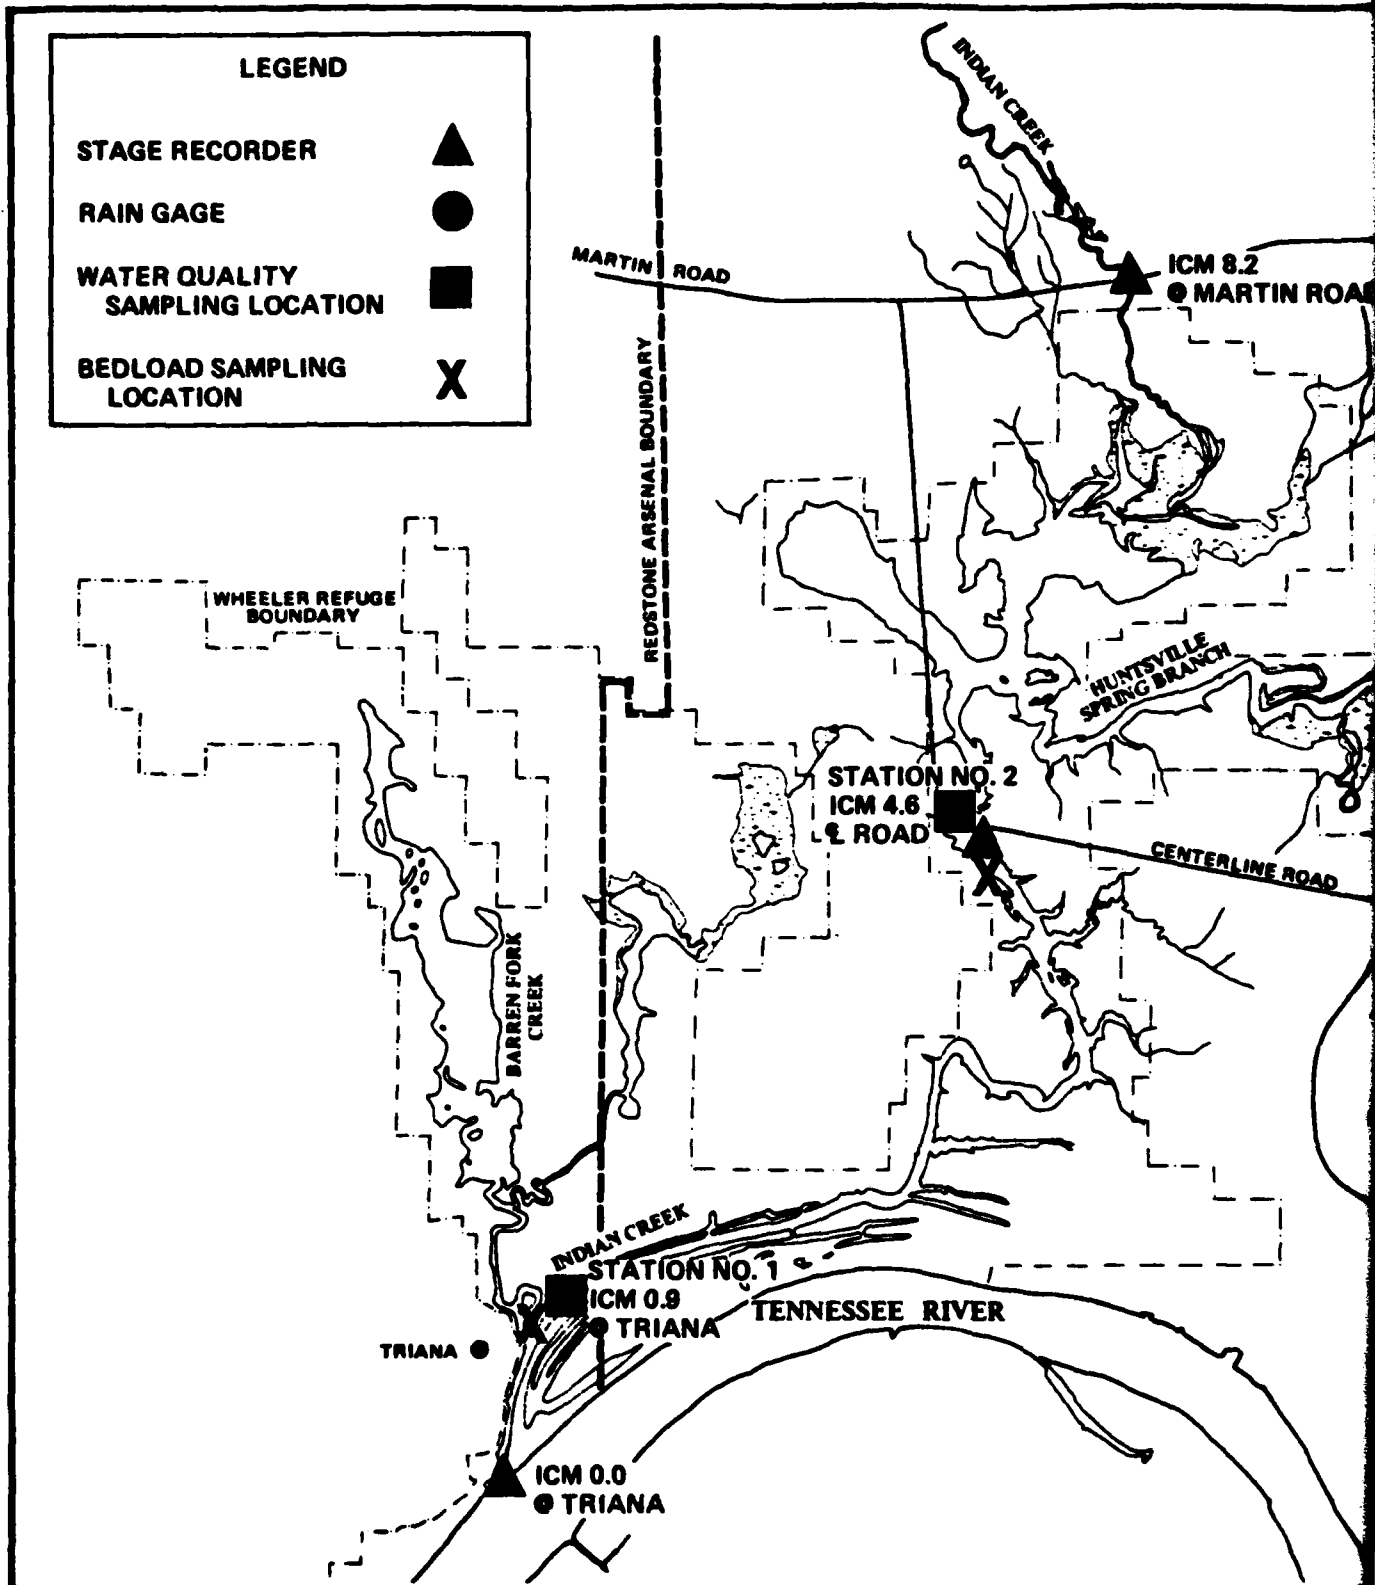 LEGEND
STAGE RECORDER
RAIN GAGE
WATER QUALITY
SAMPLING LOCATION
BEDLOAD SAMPLING
LOCATION
X
INDIAN CREEK
MARTIN ROAD
ICM 8.2
@ MARTIN ROAD
REDSTONE ARSENAL BOUNDARY
WHEELER REFUGE
BOUNDARY
HUNTSVILLE
SPRING BRANCH
STATION NO. 2
ICM 4.6
@ ROAD
X
CENTERLINE ROAD
BARREN FORK
CREEK
INDIAN CREEK
STATION NO. 1
ICM 0.9
@ TRIANA
X
TRIANA
TENNESSEE RIVER
ICM 0.0
@ TRIANA